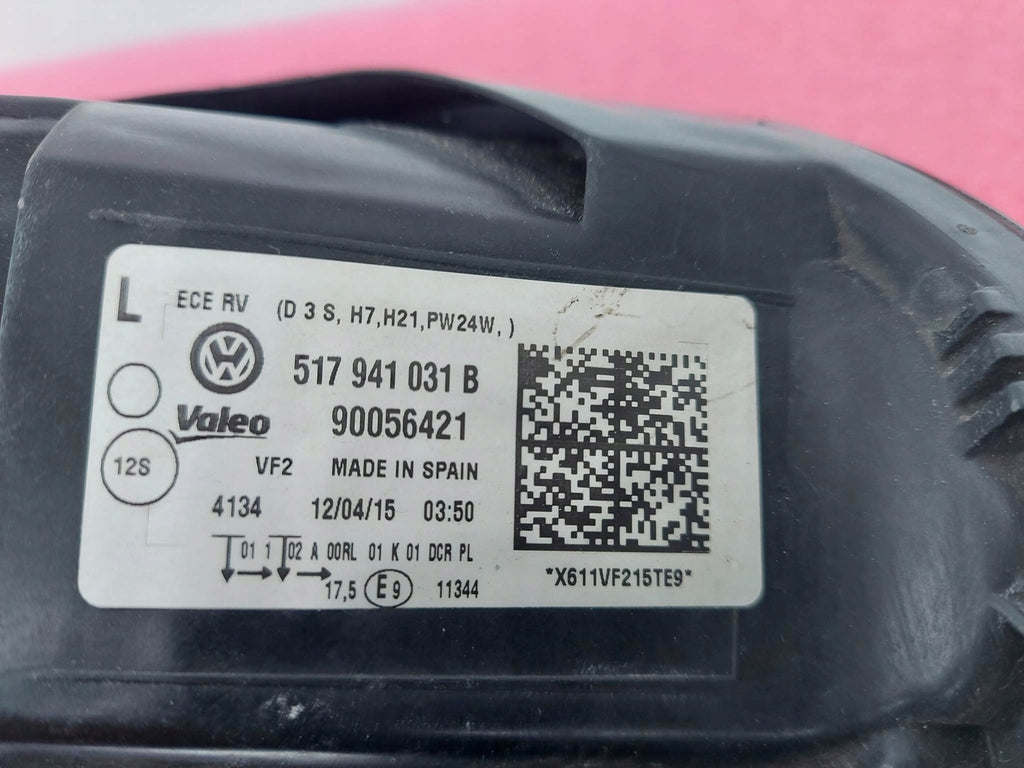 L ECE RV (D 3 S, H7,H21,PW24W, )
517 941 031 B
Valeo 90056421
12S VF2 MADE IN SPAIN
4134 12/04/15 03:50
01 1 02 A 00RL 01 K 01 DCR PL
17,5 E9 11344
*X611VF215TE9*